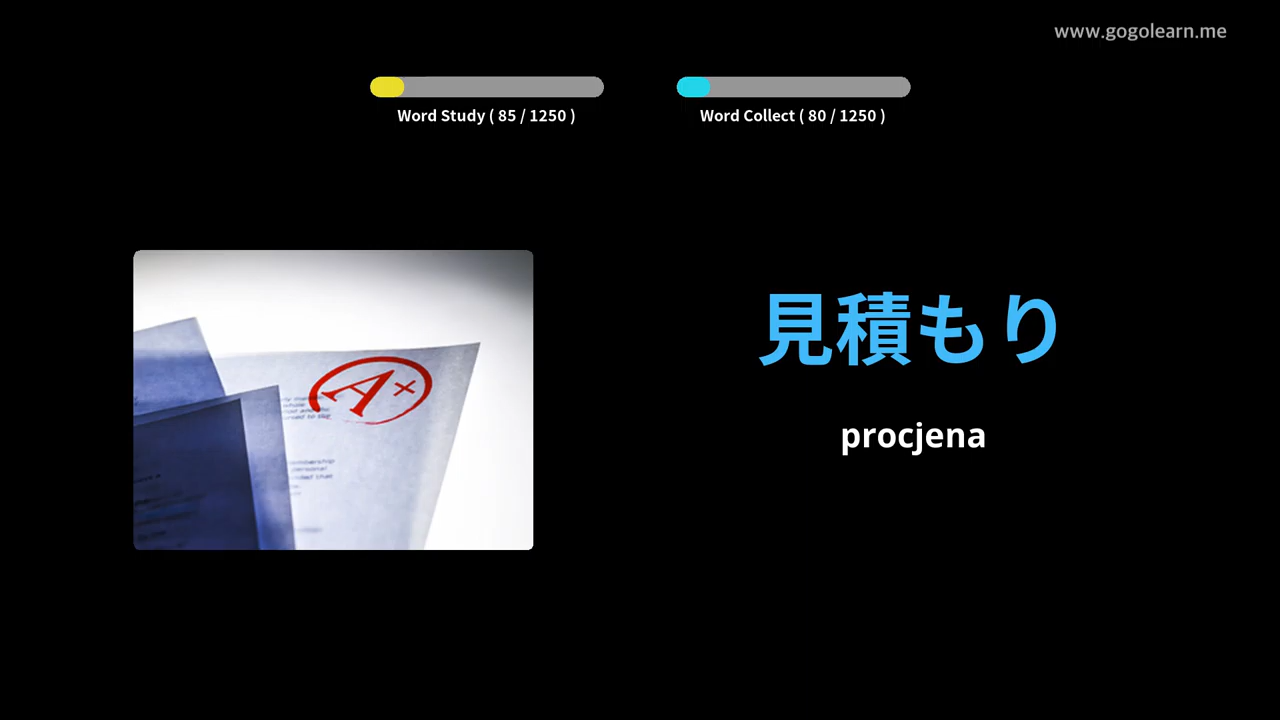 www.gogolearn.me
Word Study ( 85 / 1250 )
Word Collect ( 80 / 1250 )
A+
見積もり
procjena